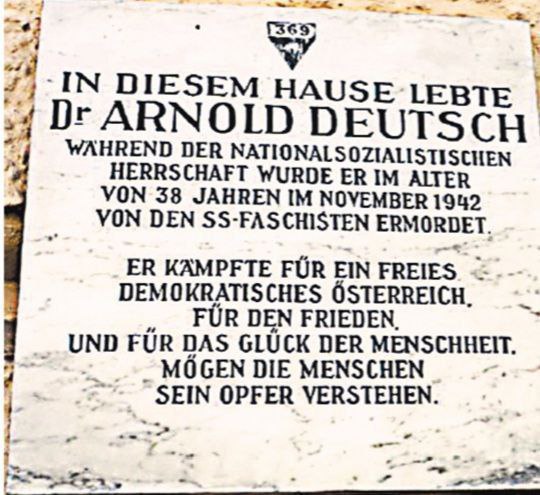 369
IN DIESEM HAUSE LEBTE
Dr ARNOLD DEUTSCH
WÄHREND DER NATIONALSOZIALISTISCHEN
HERRSCHAFT WURDE ER IM ALTER
VON 38 JAHREN IM NOVEMBER 1942
VON DEN SS-FASCHISTEN ERMORDET.
ER KÄMPFTE FÜR EIN FREIES
DEMOKRATISCHES ÖSTERREICH,
FÜR DEN FRIEDEN,
UND FÜR DAS GLÜCK DER MENSCHHEIT.
MÖGEN DIE MENSCHEN
SEIN OPFER VERSTEHEN.